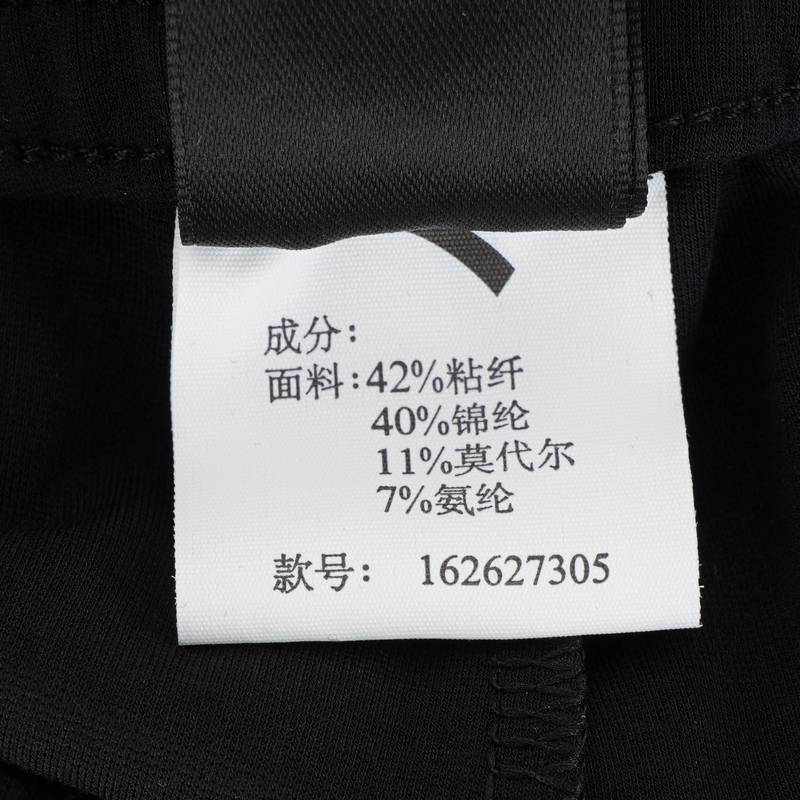 成分：
面料：42%粘纤
40%锦纶
11%莫代尔
7%氨纶
款号： 162627305